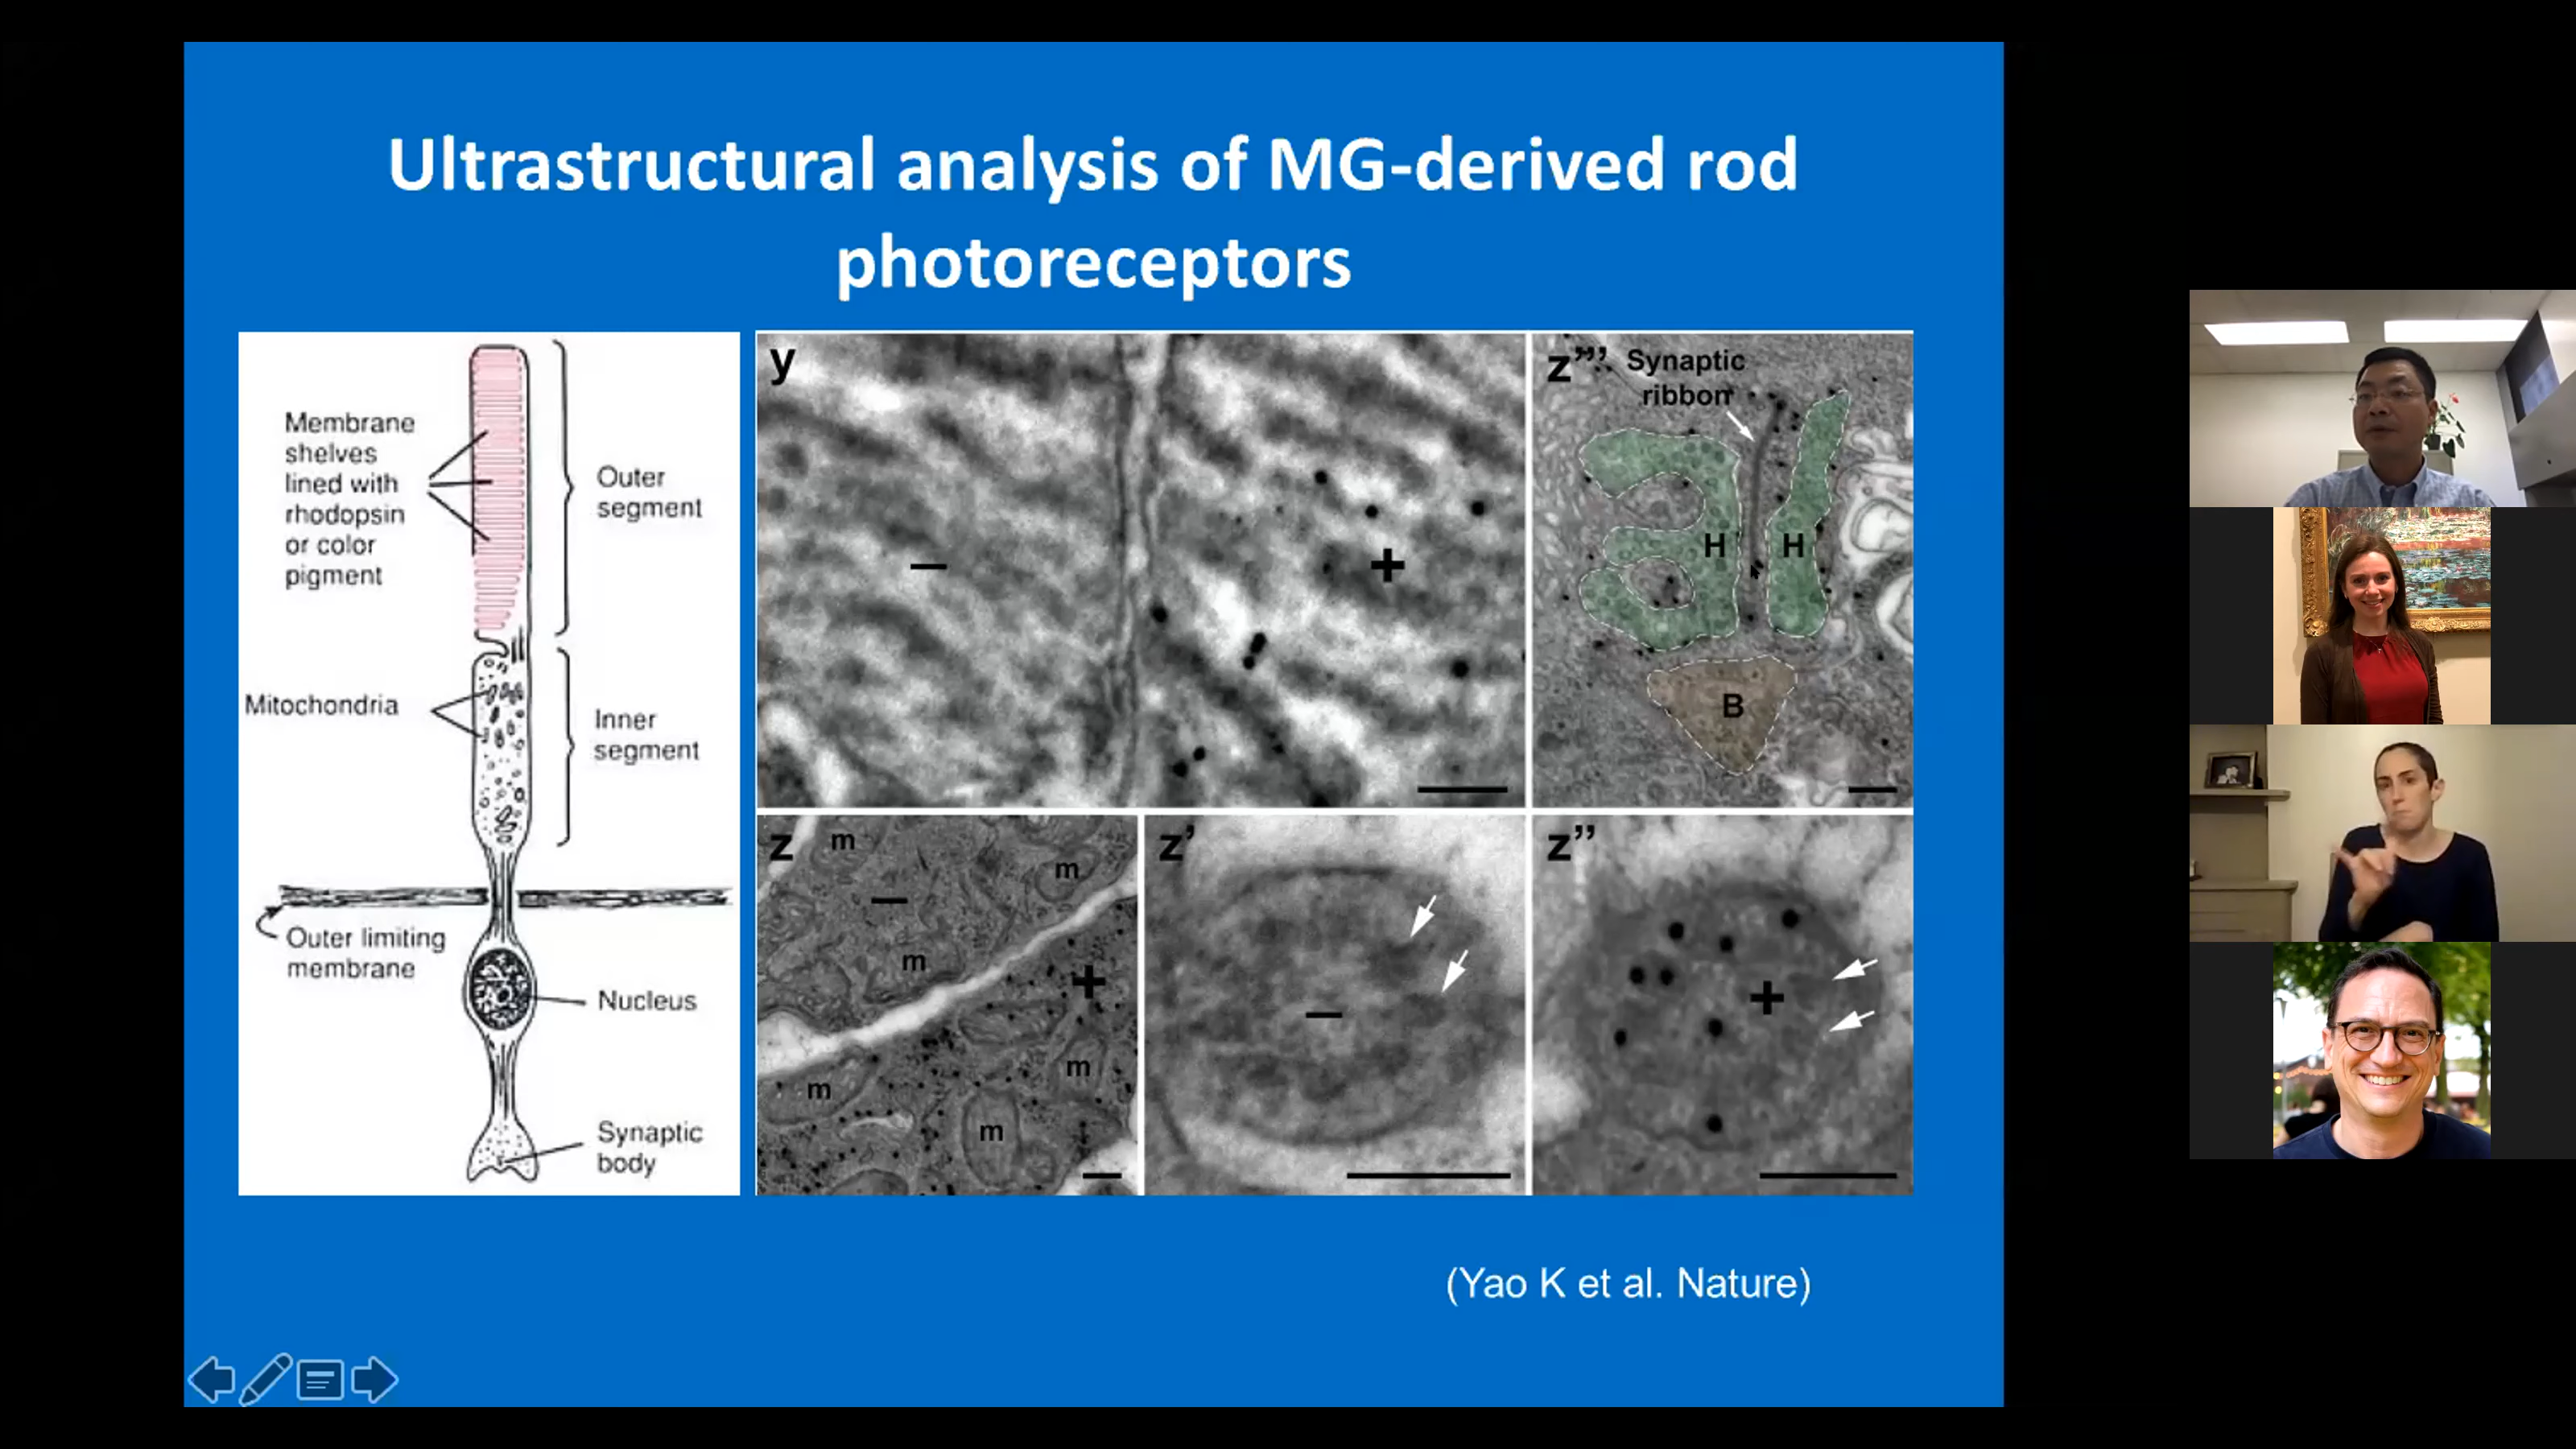 Ultrastructural analysis of MG-derived rod
photoreceptors
Membrane
shelves
lined with
rhodopsin
or color
pigment
Outer
segment
Mitochondria
Inner
segment
Outer limiting
membrane
Nucleus
Synaptic
body
y
−
+
z’’’
Synaptic
ribbon
H
H
B
z
m
m
−
m
+
m
m
m
z’
−
z’’
+
(Yao K et al. Nature)